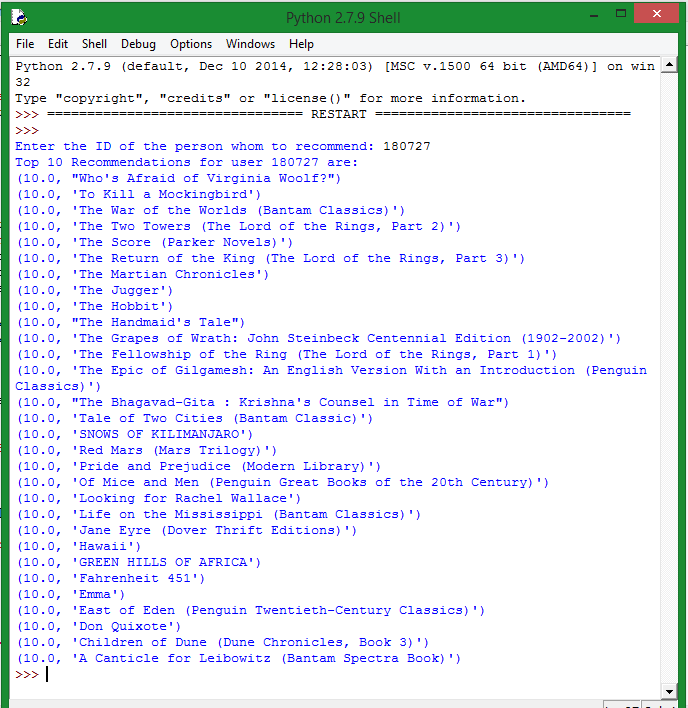 Python 2.7.9 Shell
File Edit Shell Debug Options Windows Help
Python 2.7.9 (default, Dec 10 2014, 12:28:03) [MSC v.1500 64 bit (AMD64)] on win
32
Type "copyright", "credits" or "license()" for more information.
>>> ================================ RESTART ================================
>>>
Enter the ID of the person whom to recommend: 180727
Top 10 Recommendations for user 180727 are:
(10.0, "Who's Afraid of Virginia Woolf?")
(10.0, 'To Kill a Mockingbird')
(10.0, 'The War of the Worlds (Bantam Classics)')
(10.0, 'The Two Towers (The Lord of the Rings, Part 2)')
(10.0, 'The Score (Parker Novels)')
(10.0, 'The Return of the King (The Lord of the Rings, Part 3)')
(10.0, 'The Martian Chronicles')
(10.0, 'The Jugger')
(10.0, 'The Hobbit')
(10.0, "The Handmaid's Tale")
(10.0, 'The Grapes of Wrath: John Steinbeck Centennial Edition (1902-2002)')
(10.0, 'The Fellowship of the Ring (The Lord of the Rings, Part 1)')
(10.0, 'The Epic of Gilgamesh: An English Version With an Introduction (Penguin
Classics)')
(10.0, "The Bhagavad-Gita : Krishna's Counsel in Time of War")
(10.0, 'Tale of Two Cities (Bantam Classic)')
(10.0, 'SNOWS OF KILIMANJARO')
(10.0, 'Red Mars (Mars Trilogy)')
(10.0, 'Pride and Prejudice (Modern Library)')
(10.0, 'Of Mice and Men (Penguin Great Books of the 20th Century)')
(10.0, 'Looking for Rachel Wallace')
(10.0, 'Life on the Mississippi (Bantam Classics)')
(10.0, 'Jane Eyre (Dover Thrift Editions)')
(10.0, 'Hawaii')
(10.0, 'GREEN HILLS OF AFRICA')
(10.0, 'Fahrenheit 451')
(10.0, 'Emma')
(10.0, 'East of Eden (Penguin Twentieth-Century Classics)')
(10.0, 'Don Quixote')
(10.0, 'Children of Dune (Dune Chronicles, Book 3)')
(10.0, 'A Canticle for Leibowitz (Bantam Spectra Book)')
>>>